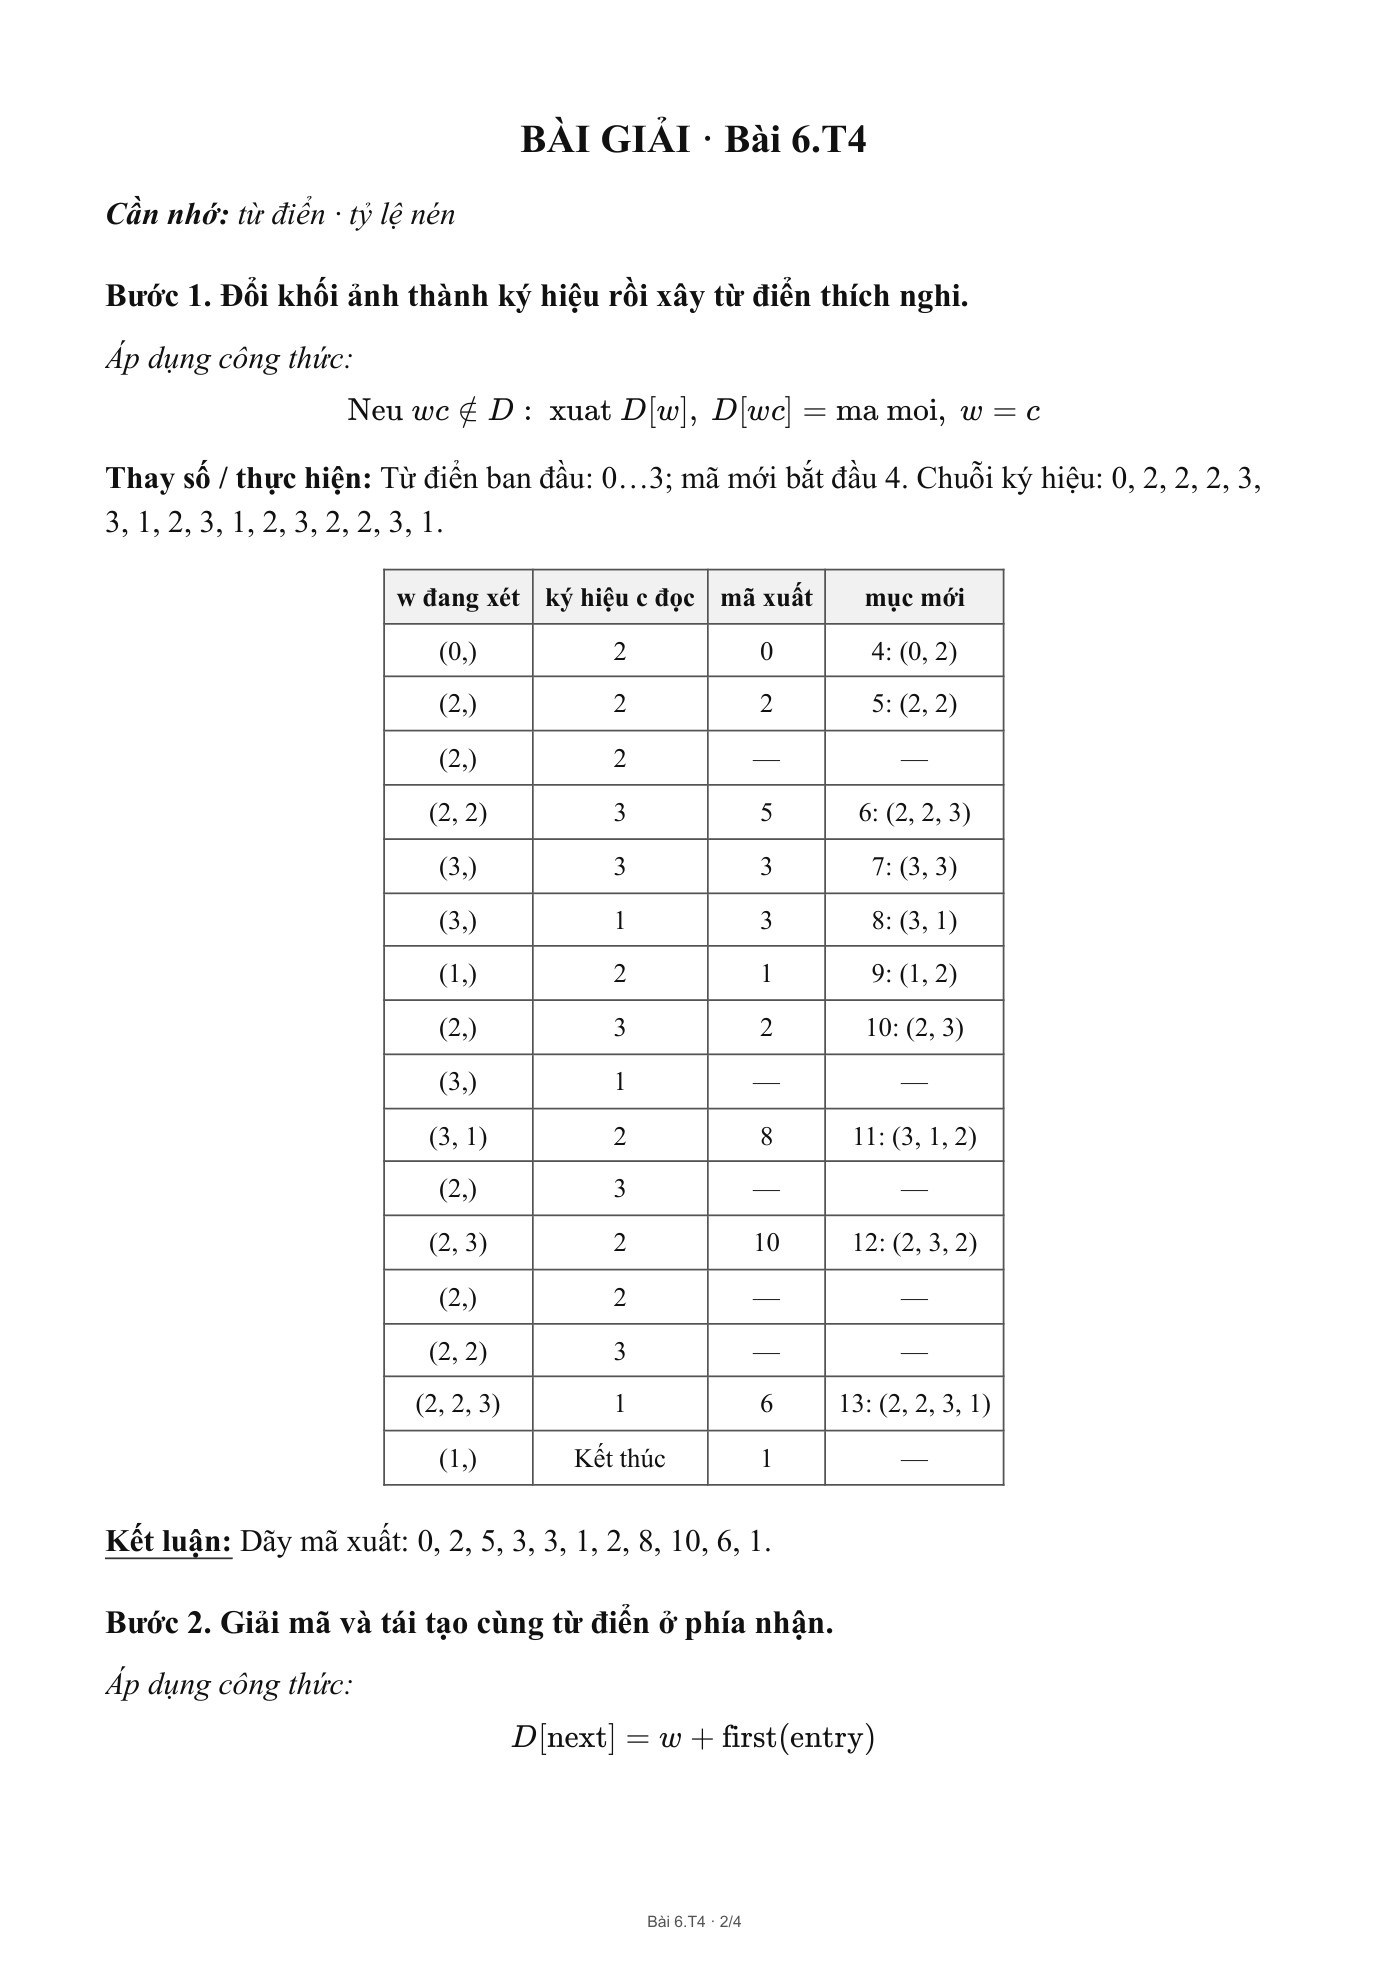 BÀI GIẢI · Bài 6.T4
Cần nhớ: từ điển · tỷ lệ nén
Bước 1. Đổi khối ảnh thành ký hiệu rồi xây từ điển thích nghi.
Áp dụng công thức:
Neu wc ∉ D : xuat D[w], D[wc] = ma moi, w = c
Thay số / thực hiện: Từ điển ban đầu: 0…3; mã mới bắt đầu 4. Chuỗi ký hiệu: 0, 2, 2, 2, 3,
3, 1, 2, 3, 1, 2, 3, 2, 2, 3, 1.
w đang xét ký hiệu c đọc mã xuất mục mới
(0,) 2 0 4: (0, 2)
(2,) 2 2 5: (2, 2)
(2,) 2 — —
(2, 2) 3 5 6: (2, 2, 3)
(3,) 3 3 7: (3, 3)
(3,) 1 3 8: (3, 1)
(1,) 2 1 9: (1, 2)
(2,) 3 2 10: (2, 3)
(3,) 1 — —
(3, 1) 2 8 11: (3, 1, 2)
(2,) 3 — —
(2, 3) 2 10 12: (2, 3, 2)
(2,) 2 — —
(2, 2) 3 — —
(2, 2, 3) 1 6 13: (2, 2, 3, 1)
(1,) Kết thúc 1 —
Kết luận: Dãy mã xuất: 0, 2, 5, 3, 3, 1, 2, 8, 10, 6, 1.
Bước 2. Giải mã và tái tạo cùng từ điển ở phía nhận.
Áp dụng công thức:
D[next] = w + first(entry)
Bài 6.T4 · 2/4